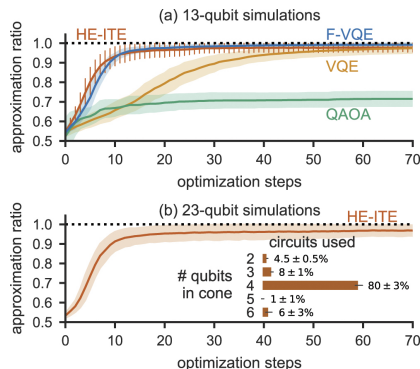 (a) 13-qubit simulations
HE-ITE
F-VQE
VQE
QAOA
approximation ratio
1.0
0.9
0.8
0.7
0.6
0.5
0 10 20 30 40 50 60 70
optimization steps
(b) 23-qubit simulations
HE-ITE
approximation ratio
1.0
0.9
0.8
0.7
0.6
0.5
circuits used
# qubits
in cone
2 4.5 ± 0.5%
3 8 ± 1%
4 80 ± 3%
5 1 ± 1%
6 6 ± 3%
0 10 20 30 40 50 60 70
optimization steps